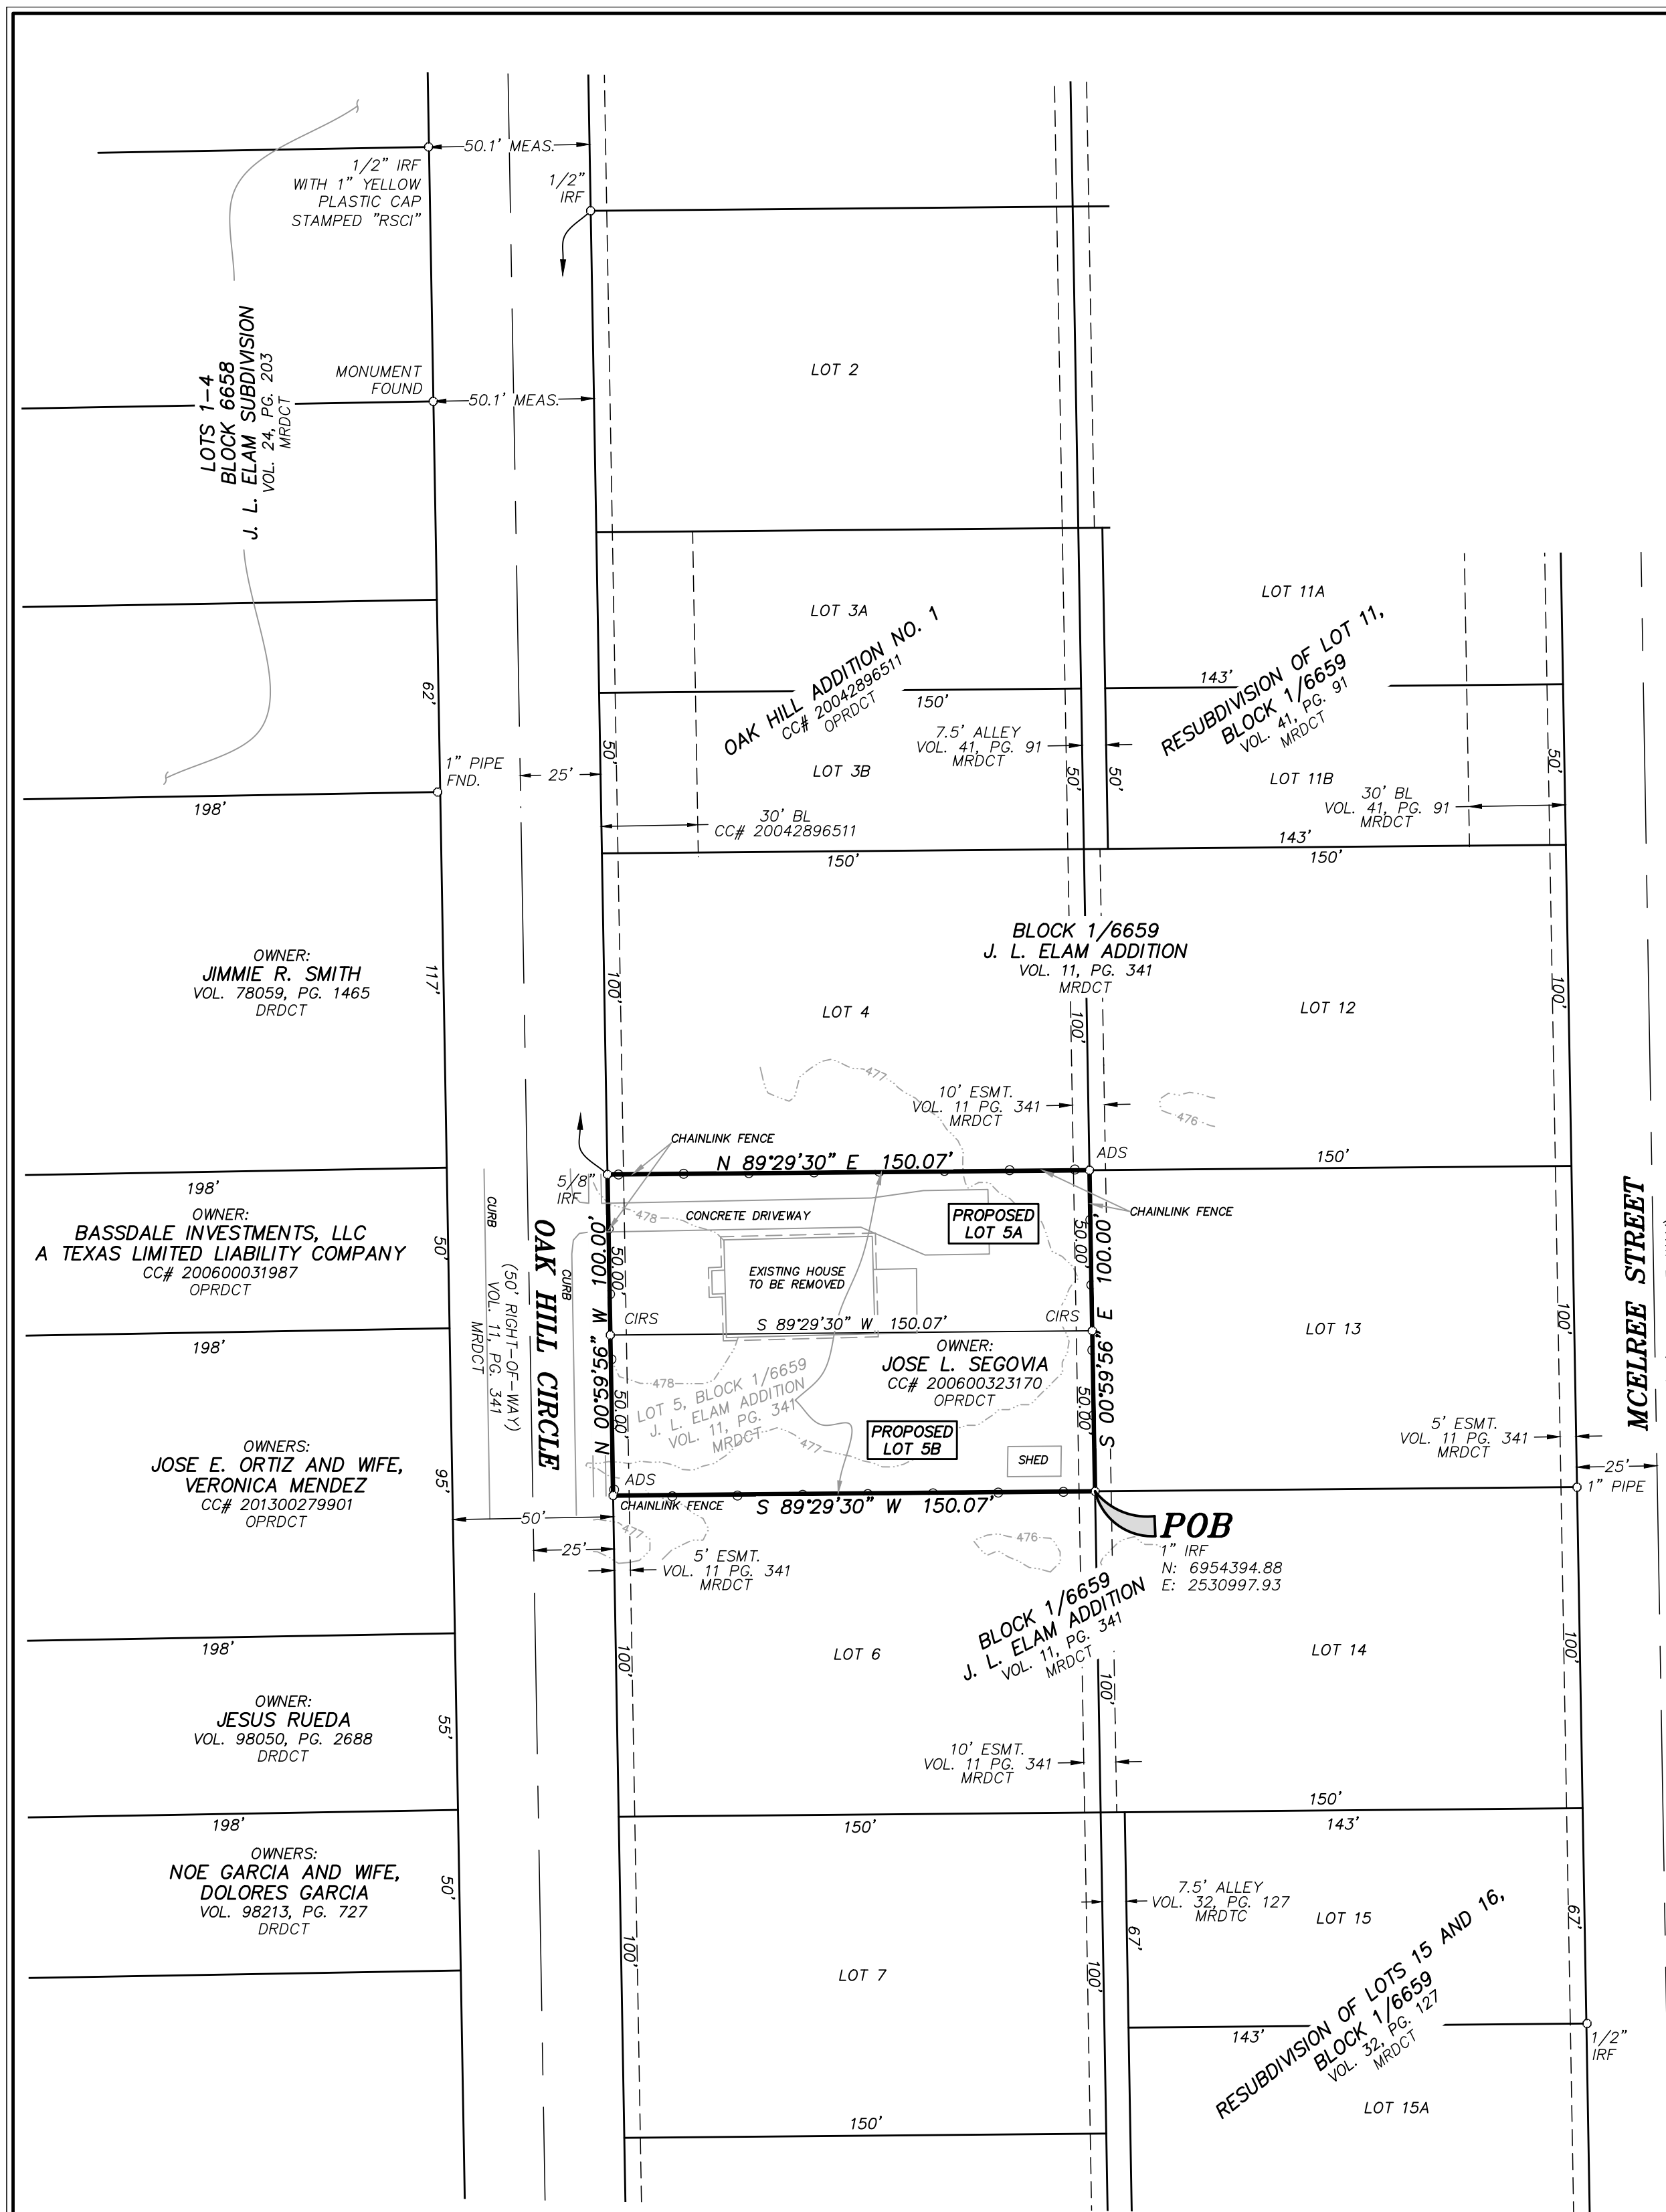 50.1' MEAS.
1/2" IRF
WITH 1" YELLOW
PLASTIC CAP
STAMPED "RSCI"
1/2"
IRF
LOTS 1-4
BLOCK 6658
J. L. ELAM SUBDIVISION
VOL. 24, PG. 203
MRDCT
MONUMENT
FOUND
50.1' MEAS.
LOT 2
LOT 3A
OAK HILL ADDITION NO. 1
CC# 20042896511
OPRDCT
150'
LOT 11A
RESUBDIVISION OF LOT 11,
BLOCK 1/6659
VOL. 41, PG. 91
MRDCT
143'
62'
1" PIPE
FND.
25'
50'
7.5' ALLEY
VOL. 41, PG. 91
MRDCT
LOT 3B
50'
50'
LOT 11B
50'
30' BL
VOL. 41, PG. 91
MRDCT
198'
30' BL
CC# 20042896511
150'
143'
150'
OWNER:
JIMMIE R. SMITH
VOL. 78059, PG. 1465
DRDCT
117'
100'
BLOCK 1/6659
J. L. ELAM ADDITION
VOL. 11, PG. 341
MRDCT
LOT 4
100'
LOT 12
100'
477
10' ESMT.
VOL. 11 PG. 341
MRDCT
476
CHAINLINK FENCE
N 89°29'30" E 150.07'
ADS
150'
5/8"
IRF
198'
OWNER:
BASSDALE INVESTMENTS, LLC
A TEXAS LIMITED LIABILITY COMPANY
CC# 200600031987
OPRDCT
50'
CURB
OAK HILL CIRCLE
(50' RIGHT-OF-WAY)
VOL. 11, PG. 341
MRDCT
CURB
N 00°59'56" W 100.00'
50.00'
478
CONCRETE DRIVEWAY
PROPOSED
LOT 5A
CHAINLINK FENCE
EXISTING HOUSE
TO BE REMOVED
50.00'
S 00°59'56" E 100.00'
MCELREE STREET
CIRS
S 89°29'30" W 150.07'
CIRS
LOT 13
100'
198'
OWNER:
JOSE L. SEGOVIA
CC# 200600323170
OPRDCT
478
LOT 5, BLOCK 1/6659
J. L. ELAM ADDITION
VOL. 11, PG. 341
MRDCT
50.00'
50.00'
477
PROPOSED
LOT 5B
SHED
OWNERS:
JOSE E. ORTIZ AND WIFE,
VERONICA MENDEZ
CC# 201300279901
OPRDCT
95'
5' ESMT.
VOL. 11 PG. 341
MRDCT
25'
1" PIPE
ADS
CHAINLINK FENCE
S 89°29'30" W 150.07'
50'
25'
477
476
POB
1" IRF
N: 6954394.88
E: 2530997.93
5' ESMT.
VOL. 11 PG. 341
MRDCT
BLOCK 1/6659
J. L. ELAM ADDITION
VOL. 11, PG. 341
MRDCT
198'
100'
LOT 6
100'
LOT 14
100'
OWNER:
JESUS RUEDA
VOL. 98050, PG. 2688
DRDCT
55'
10' ESMT.
VOL. 11 PG. 341
MRDCT
150'
198'
150'
143'
OWNERS:
NOE GARCIA AND WIFE,
DOLORES GARCIA
VOL. 98213, PG. 727
DRDCT
50'
7.5' ALLEY
VOL. 32, PG. 127
MRDTC
LOT 15
67'
67'
100'
LOT 7
100'
RESUBDIVISION OF LOTS 15 AND 16,
BLOCK 1/6659
VOL. 32, PG. 127
MRDCT
143'
1/2"
IRF
LOT 15A
150'